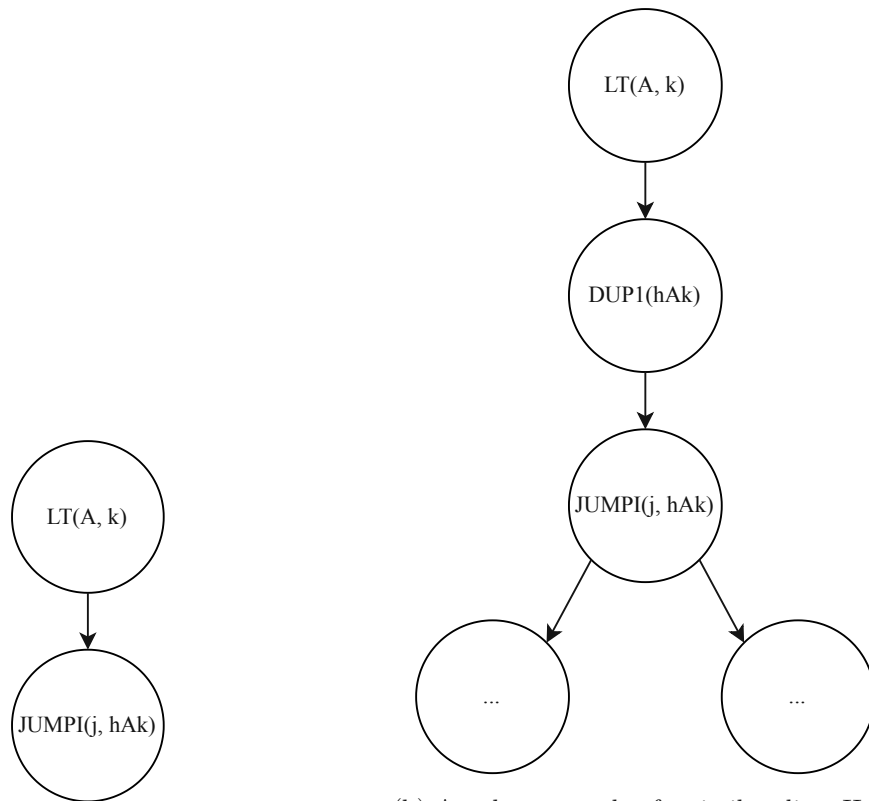 LT(A, k)
DUP1(hAk)
JUMPI(j, hAk)
...
...
LT(A, k)
JUMPI(j, hAk)